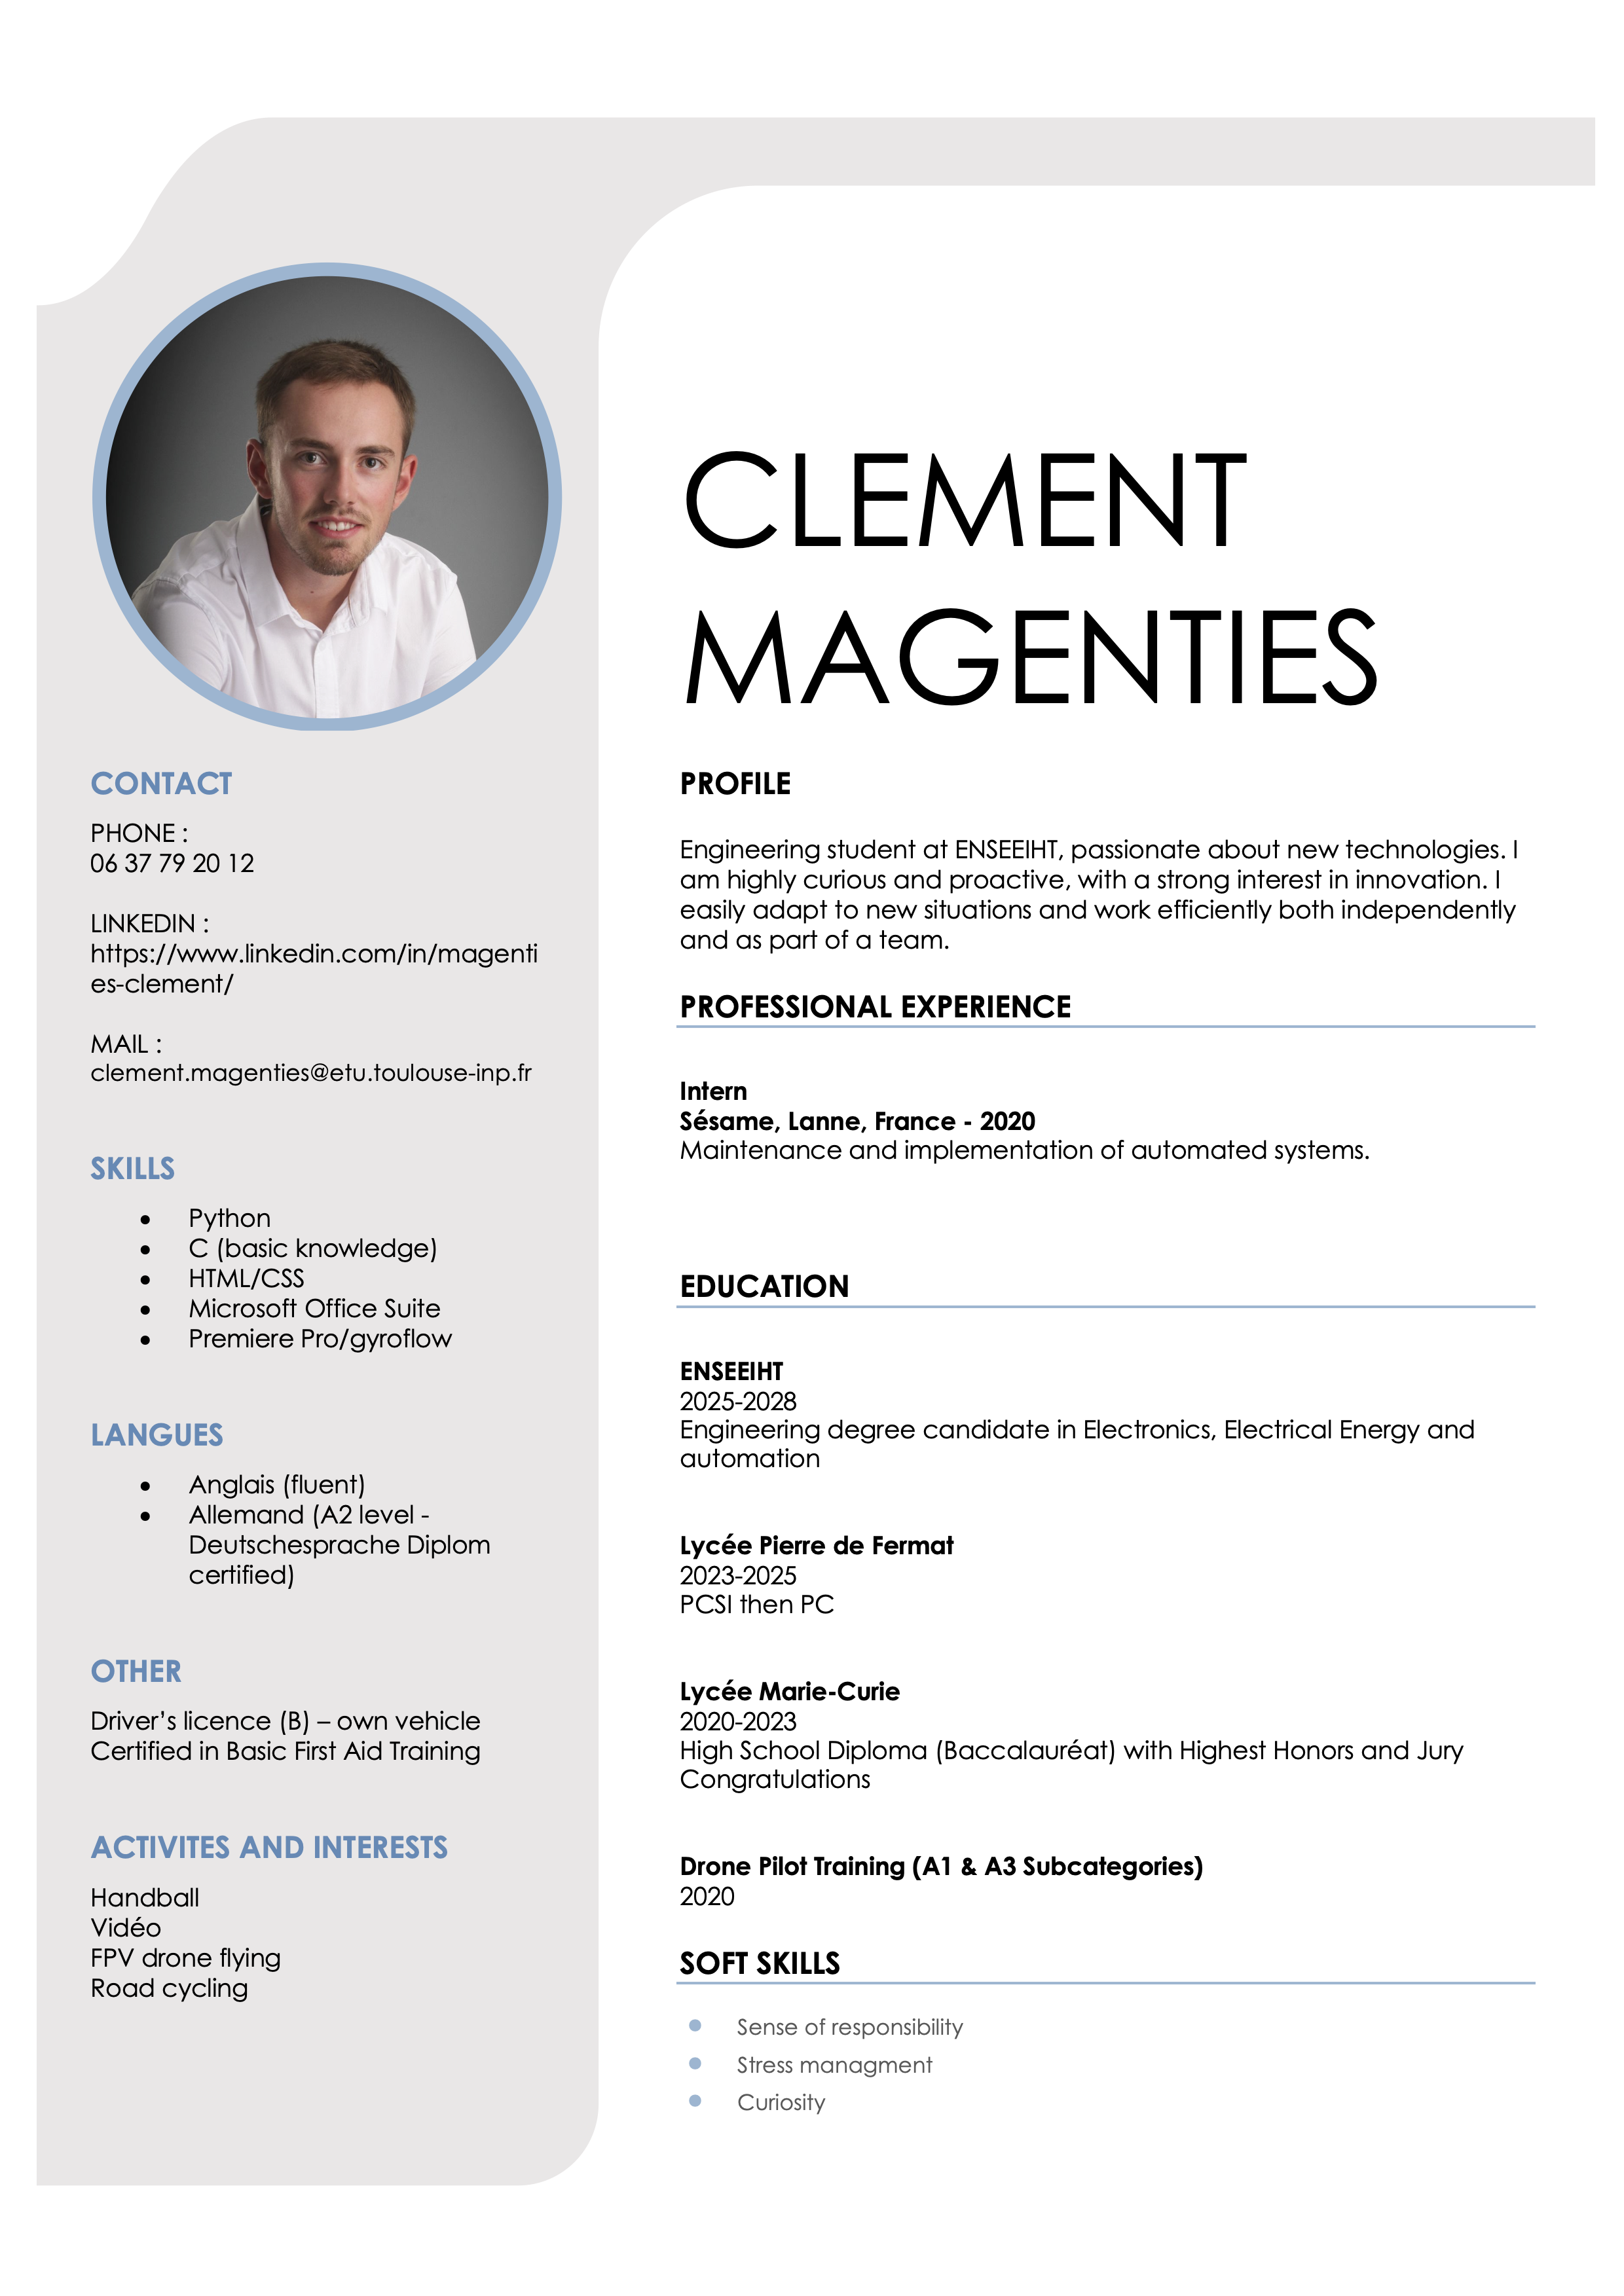 CLEMENT
MAGENTIES
CONTACT
PHONE :
06 37 79 20 12
LINKEDIN :
https://www.linkedin.com/in/magenti
es-clement/
MAIL :
clement.magenties@etu.toulouse-inp.fr
SKILLS
• Python
• C (basic knowledge)
• HTML/CSS
• Microsoft Office Suite
• Premiere Pro/gyroflow
LANGUES
• Anglais (fluent)
• Allemand (A2 level -
Deutschesprache Diplom
certified)
OTHER
Driver’s licence (B) – own vehicle
Certified in Basic First Aid Training
ACTIVITES AND INTERESTS
Handball
Vidéo
FPV drone flying
Road cycling
PROFILE
Engineering student at ENSEEIHT, passionate about new technologies. I
am highly curious and proactive, with a strong interest in innovation. I
easily adapt to new situations and work efficiently both independently
and as part of a team.
PROFESSIONAL EXPERIENCE
Intern
Sésame, Lanne, France - 2020
Maintenance and implementation of automated systems.
EDUCATION
ENSEEIHT
2025-2028
Engineering degree candidate in Electronics, Electrical Energy and
automation
Lycée Pierre de Fermat
2023-2025
PCSI then PC
Lycée Marie-Curie
2020-2023
High School Diploma (Baccalauréat) with Highest Honors and Jury
Congratulations
Drone Pilot Training (A1 & A3 Subcategories)
2020
SOFT SKILLS
• Sense of responsibility
• Stress managment
• Curiosity